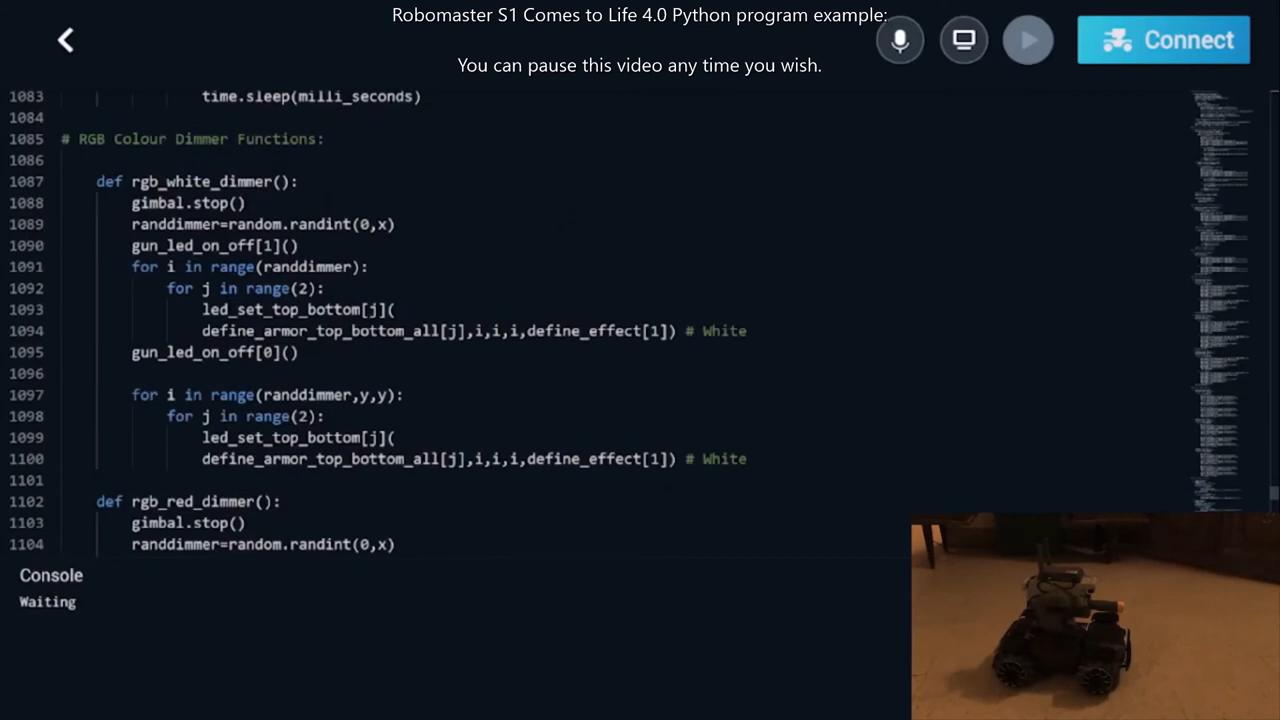 Robomaster S1 Comes to Life 4.0 Python program example:
You can pause this video any time you wish.
Connect
1083 time.sleep(milli_seconds)
1084
1085 # RGB Colour Dimmer Functions:
1086
1087 def rgb_white_dimmer():
1088 gimbal.stop()
1089 randdimmer=random.randint(0,x)
1090 gun_led_on_off[1]()
1091 for i in range(randdimmer):
1092 for j in range(2):
1093 led_set_top_bottom[j](
1094 define_armor_top_bottom_all[j],i,i,i,define_effect[1]) # White
1095 gun_led_on_off[0]()
1096
1097 for i in range(randdimmer,y,y):
1098 for j in range(2):
1099 led_set_top_bottom[j](
1100 define_armor_top_bottom_all[j],i,i,i,define_effect[1]) # White
1101
1102 def rgb_red_dimmer():
1103 gimbal.stop()
1104 randdimmer=random.randint(0,x)
Console
Waiting